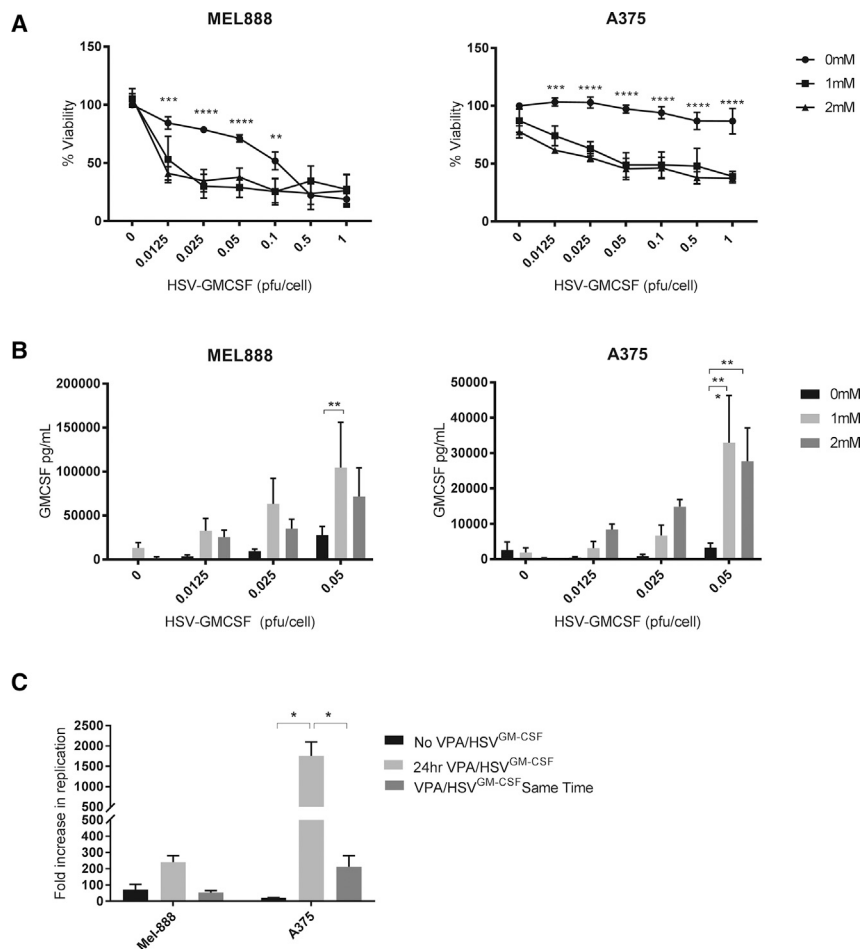 A
MEL888
A375
150
100
50
0
% Viability
***
****
****
**
0
0.0125
0.025
0.05
0.1
0.5
1
HSV-GMCSF (pfu/cell)
150
100
50
0
% Viability
***
****
****
****
****
****
0
0.0125
0.025
0.05
0.1
0.5
1
HSV-GMCSF (pfu/cell)
0mM
1mM
2mM
B
MEL888
A375
200000
150000
100000
50000
0
GMCSF pg/mL
**
0
0.0125
0.025
0.05
HSV-GMCSF (pfu/cell)
50000
40000
30000
20000
10000
0
GMCSF pg/mL
**
**
*
0
0.0125
0.025
0.05
HSV-GMCSF (pfu/cell)
0mM
1mM
2mM
C
2500
2000
1500
1000
500
500
400
300
200
100
0
Fold increase in replication
* *
Mel-888
A375
No VPA/HSVGM-CSF
24hr VPA/HSVGM-CSF
VPA/HSVGM-CSF Same Time